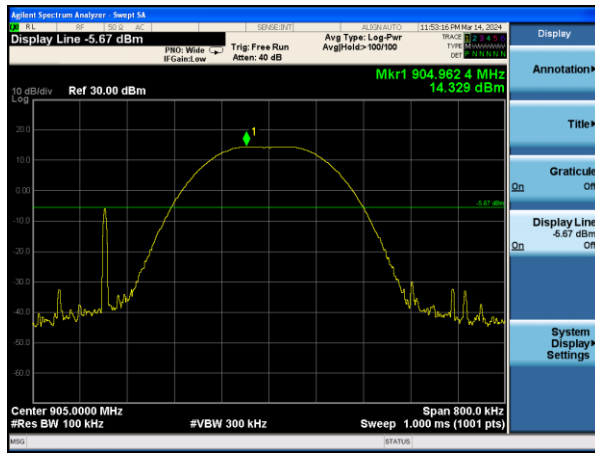 Agilent Spectrum Analyzer - Swept SA
RL RF 50 Ω AC SENSE:INT ALIGN AUTO 11:53:16 PM Mar 14, 2024
Display Line -5.67 dBm
PNO: Wide
IFGain:Low
Trig: Free Run
Atten: 40 dB
Avg Type: Log-Pwr
Avg|Hold:>100/100
TRACE 1 2 3 4 5 6
TYPE
DET P N N N N N
Display
Mkr1 904.962 4 MHz
14.329 dBm
10 dB/div
Log
Ref 30.00 dBm
1
20.0
10.0
0.00
-5.67 dBm
-10.0
-20.0
-30.0
-40.0
-50.0
-60.0
Center 905.0000 MHz
Span 800.0 kHz
#Res BW 100 kHz
#VBW 300 kHz
Sweep 1.000 ms (1001 pts)
MSG
STATUS
Annotation
Title
Graticule
On Off
Display Line
-5.67 dBm
On Off
System
Display
Settings